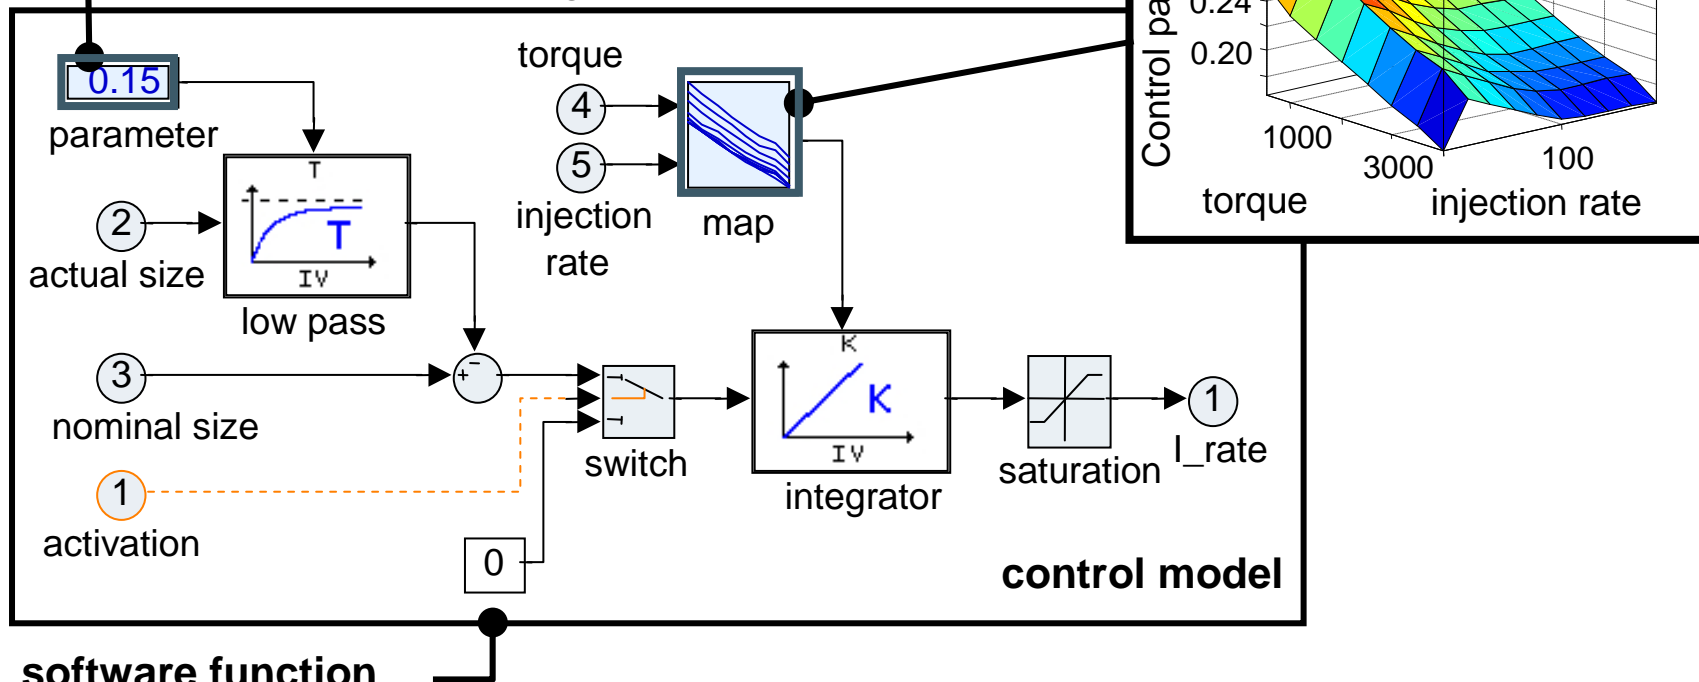 0.24
0.20
Control pa
1000
3000
100
torque
injection rate
0.15
parameter
torque
4
5
injection
rate
map
T
T
IV
2
actual size
low pass
3
nominal size
+
−
switch
1
activation
0
K
K
IV
integrator
saturation
1
I_rate
control model
software function